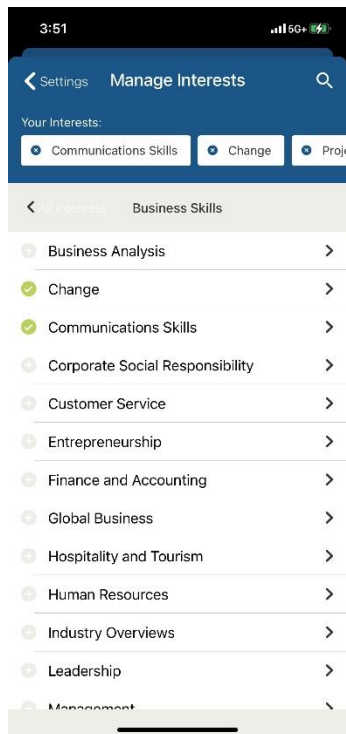 3:51 5G+
Settings Manage Interests
Your Interests:
Communications Skills Change Proj
All Interests Business Skills
Business Analysis
Change
Communications Skills
Corporate Social Responsibility
Customer Service
Entrepreneurship
Finance and Accounting
Global Business
Hospitality and Tourism
Human Resources
Industry Overviews
Leadership
Management